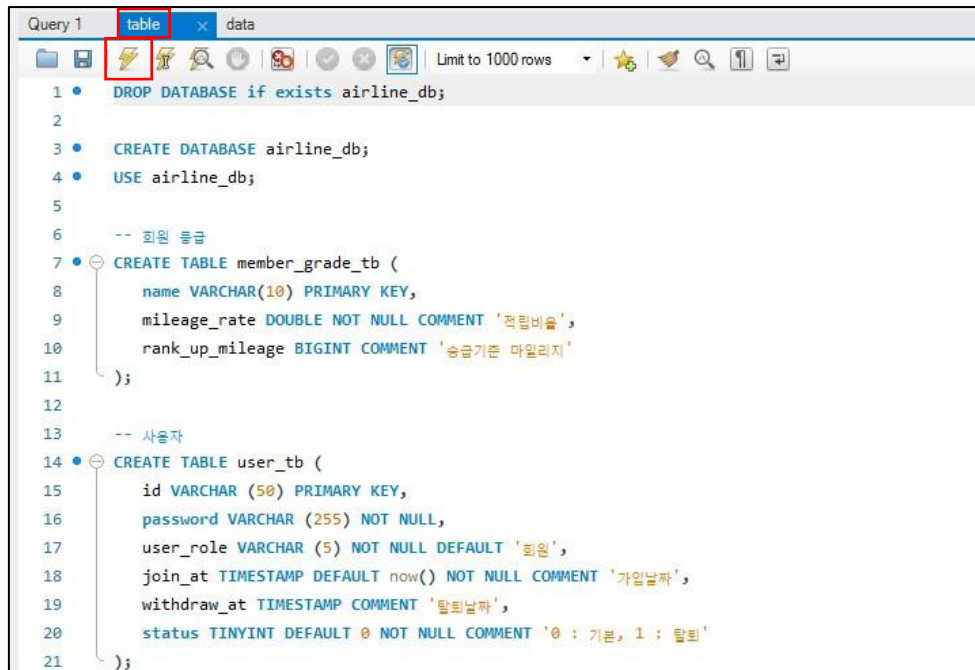 Query 1 table data
Limit to 1000 rows
1 DROP DATABASE if exists airline_db;
2
3 CREATE DATABASE airline_db;
4 USE airline_db;
5
6 -- 회원 등급
7 CREATE TABLE member_grade_tb (
8 name VARCHAR(10) PRIMARY KEY,
9 mileage_rate DOUBLE NOT NULL COMMENT '적립비율',
10 rank_up_mileage BIGINT COMMENT '승급기준 마일리지'
11 );
12
13 -- 사용자
14 CREATE TABLE user_tb (
15 id VARCHAR (50) PRIMARY KEY,
16 password VARCHAR (255) NOT NULL,
17 user_role VARCHAR (5) NOT NULL DEFAULT '회원',
18 join_at TIMESTAMP DEFAULT now() NOT NULL COMMENT '가입날짜',
19 withdraw_at TIMESTAMP COMMENT '탈퇴날짜',
20 status TINYINT DEFAULT 0 NOT NULL COMMENT '0 : 기본, 1 : 탈퇴'
21 );